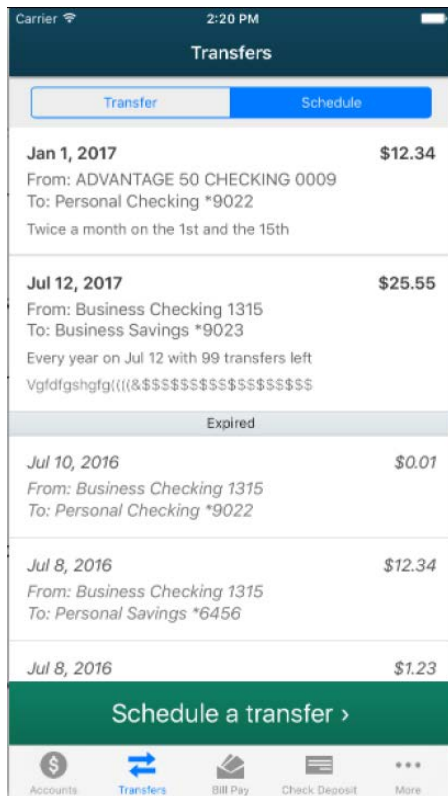 Carrier 2:20 PM
Transfers
Transfer Schedule
Jan 1, 2017 $12.34
From: ADVANTAGE 50 CHECKING 0009
To: Personal Checking *9022
Twice a month on the 1st and the 15th
Jul 12, 2017 $25.55
From: Business Checking 1315
To: Business Savings *9023
Every year on Jul 12 with 99 transfers left
Vgfdfgshgfg((((&$$$$$$$$$$$$$$$$$$$
Expired
Jul 10, 2016 $0.01
From: Business Checking 1315
To: Personal Checking *9022
Jul 8, 2016 $12.34
From: Business Checking 1315
To: Personal Savings *6456
Jul 8, 2016 $1.23
Schedule a transfer ›
Accounts Transfers Bill Pay Check Deposit More